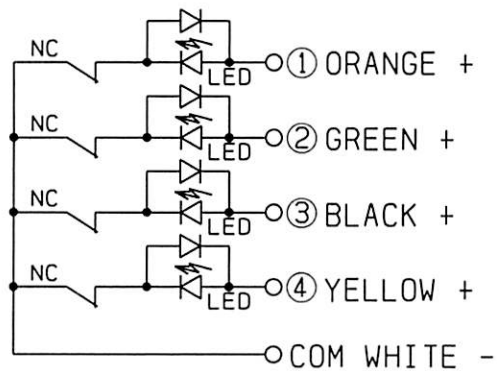 NC LED ① ORANGE +
NC LED ② GREEN +
NC LED ③ BLACK +
NC LED ④ YELLOW +
COM WHITE -